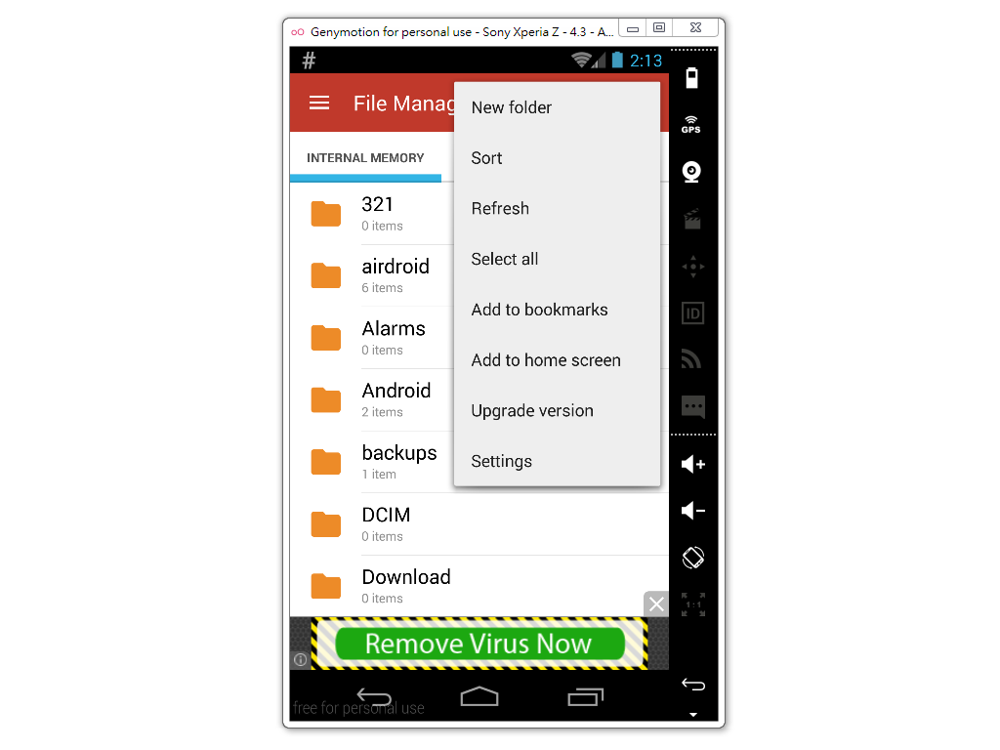 Genymotion for personal use - Sony Xperia Z - 4.3 - A...
# 2:13
File Manag
INTERNAL MEMORY
321
0 items
airdroid
6 items
Alarms
0 items
Android
2 items
backups
1 item
DCIM
0 items
Download
0 items
New folder
Sort
Refresh
Select all
Add to bookmarks
Add to home screen
Upgrade version
Settings
Remove Virus Now
free for personal use
GPS
ID
1:1